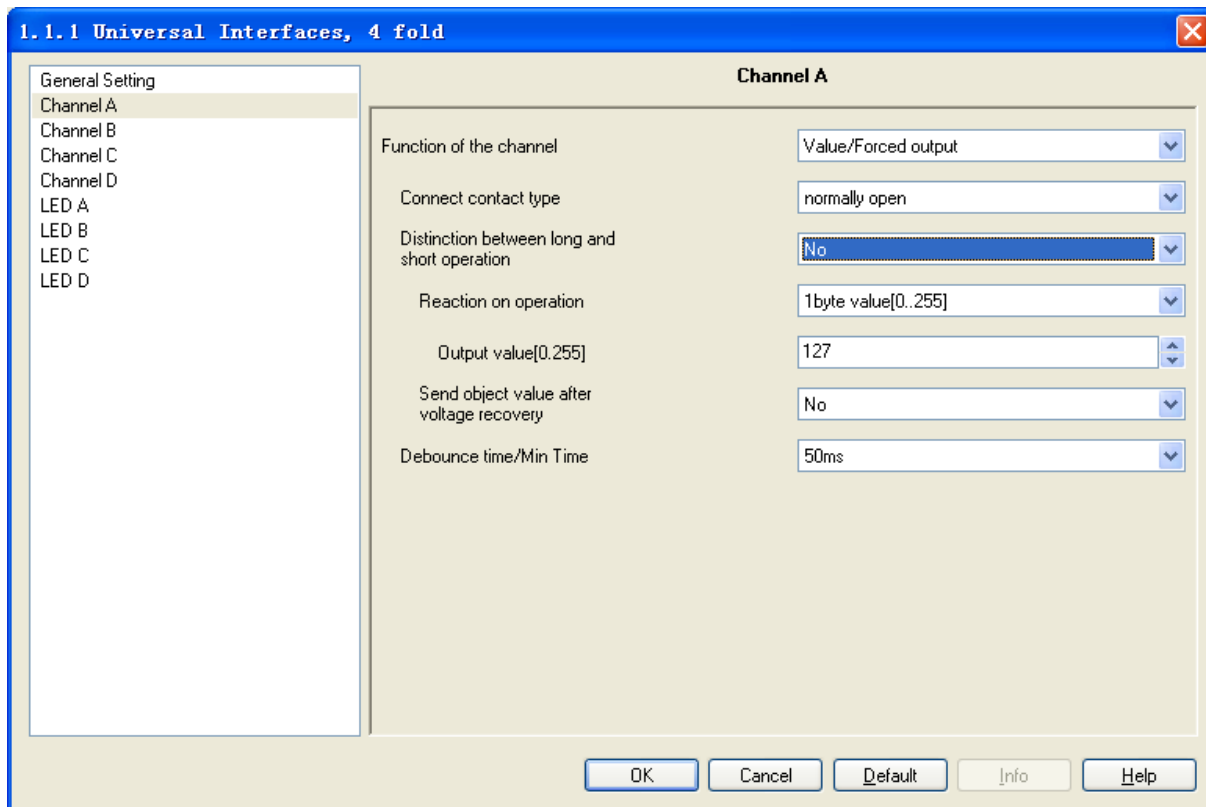 1.1.1 Universal Interfaces, 4 fold
General Setting
Channel A
Channel B
Channel C
Channel D
LED A
LED B
LED C
LED D
Channel A
Function of the channel
Value/Forced output
Connect contact type
normally open
Distinction between long and
short operation
No
Reaction on operation
1byte value[0..255]
Output value[0.255]
127
Send object value after
voltage recovery
No
Debounce time/Min Time
50ms
OK
Cancel
Default
Info
Help